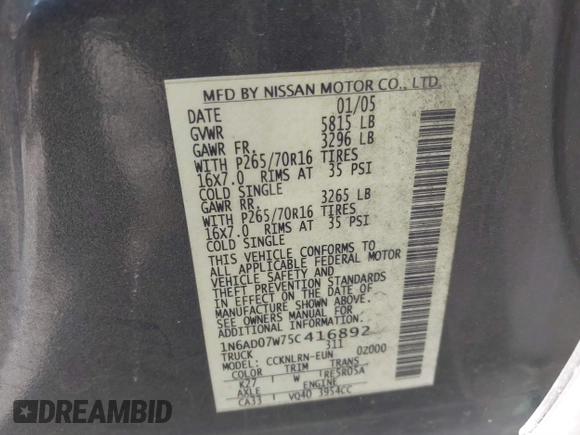 MFD BY NISSAN MOTOR CO., LTD.
DATE 01/05
GVWR 5815 LB
GAWR FR. 3296 LB
WITH P265/70R16 TIRES
16X7.0 RIMS AT 35 PSI
COLD SINGLE
GAWR RR. 3265 LB
WITH P265/70R16 TIRES
16X7.0 RIMS AT 35 PSI
COLD SINGLE
THIS VEHICLE CONFORMS TO
ALL APPLICABLE FEDERAL MOTOR
VEHICLE SAFETY AND
THEFT PREVENTION STANDARDS
IN EFFECT ON THE DATE OF
MANUFACTURE SHOWN ABOVE.
SEE OWNERS MANUAL FOR
ADDITIONAL INFORMATION.
1N6AD07W75C416892
TRUCK 311
MODEL: CCKNLRN-EUN 02000
COLOR TRIM TRANS
K27 W RE5R05A
AXLE ENGINE
CA33 VQ40 3954CC
DREAMBID